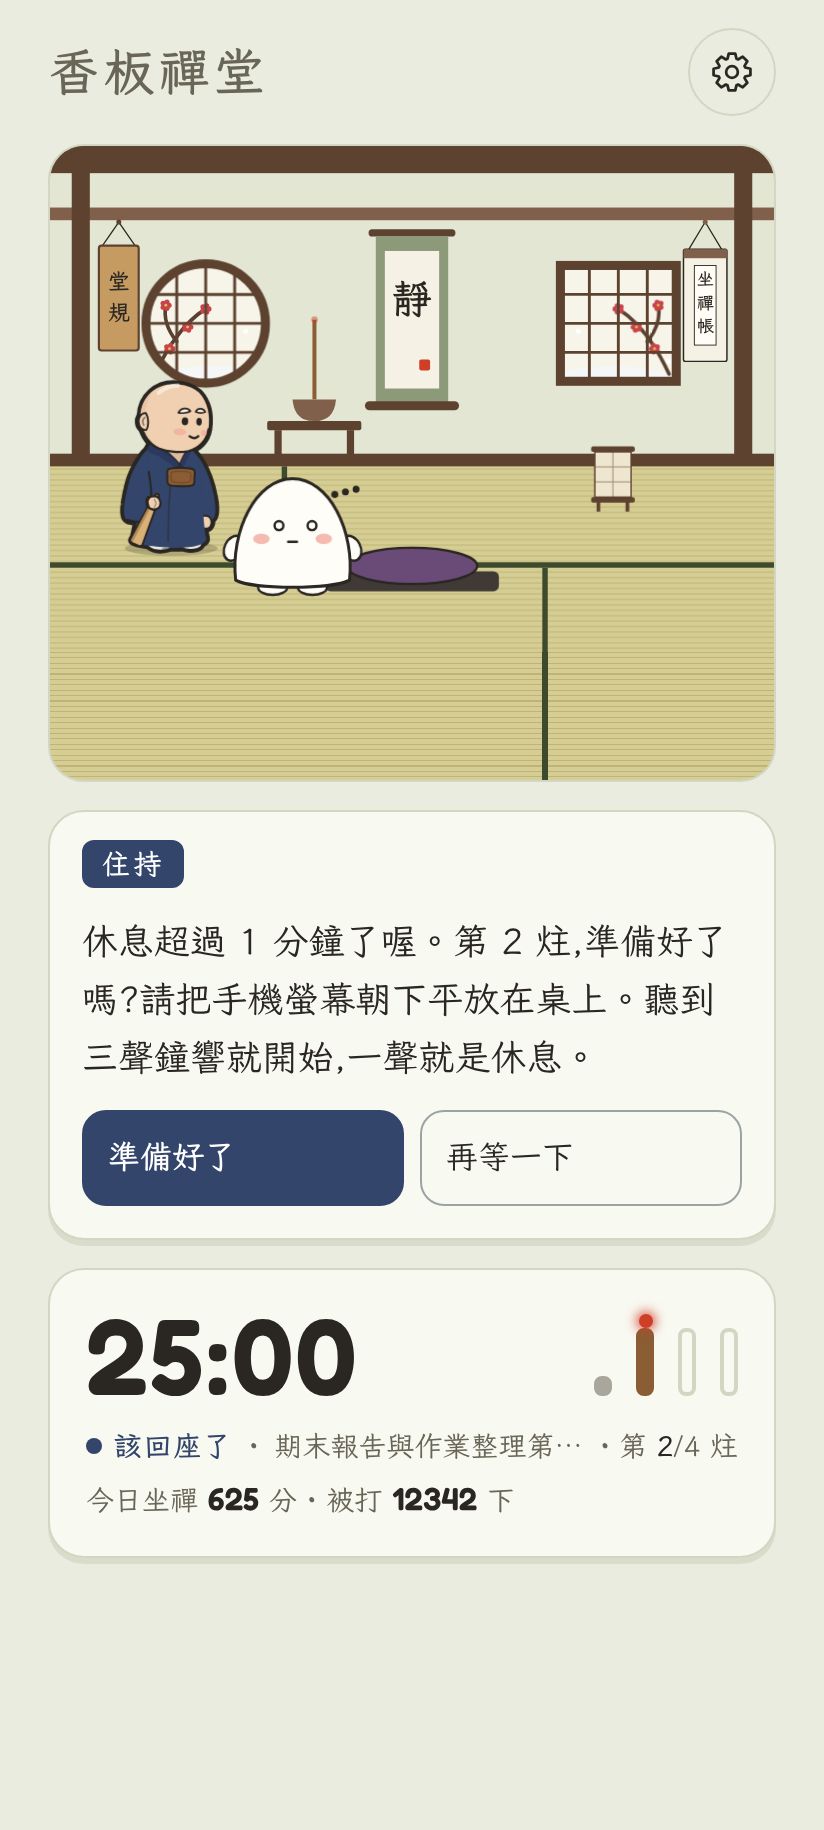 香板禪堂
堂規
靜
坐禪帳
住持
休息超過 1 分鐘了喔。第 2 炷,準備好了
嗎?請把手機螢幕朝下平放在桌上。聽到
三聲鐘響就開始,一聲就是休息。
準備好了
再等一下
25:00
該回座了 · 期末報告與作業整理第… · 第 2/4 炷
今日坐禪 625 分 · 被打 12342 下